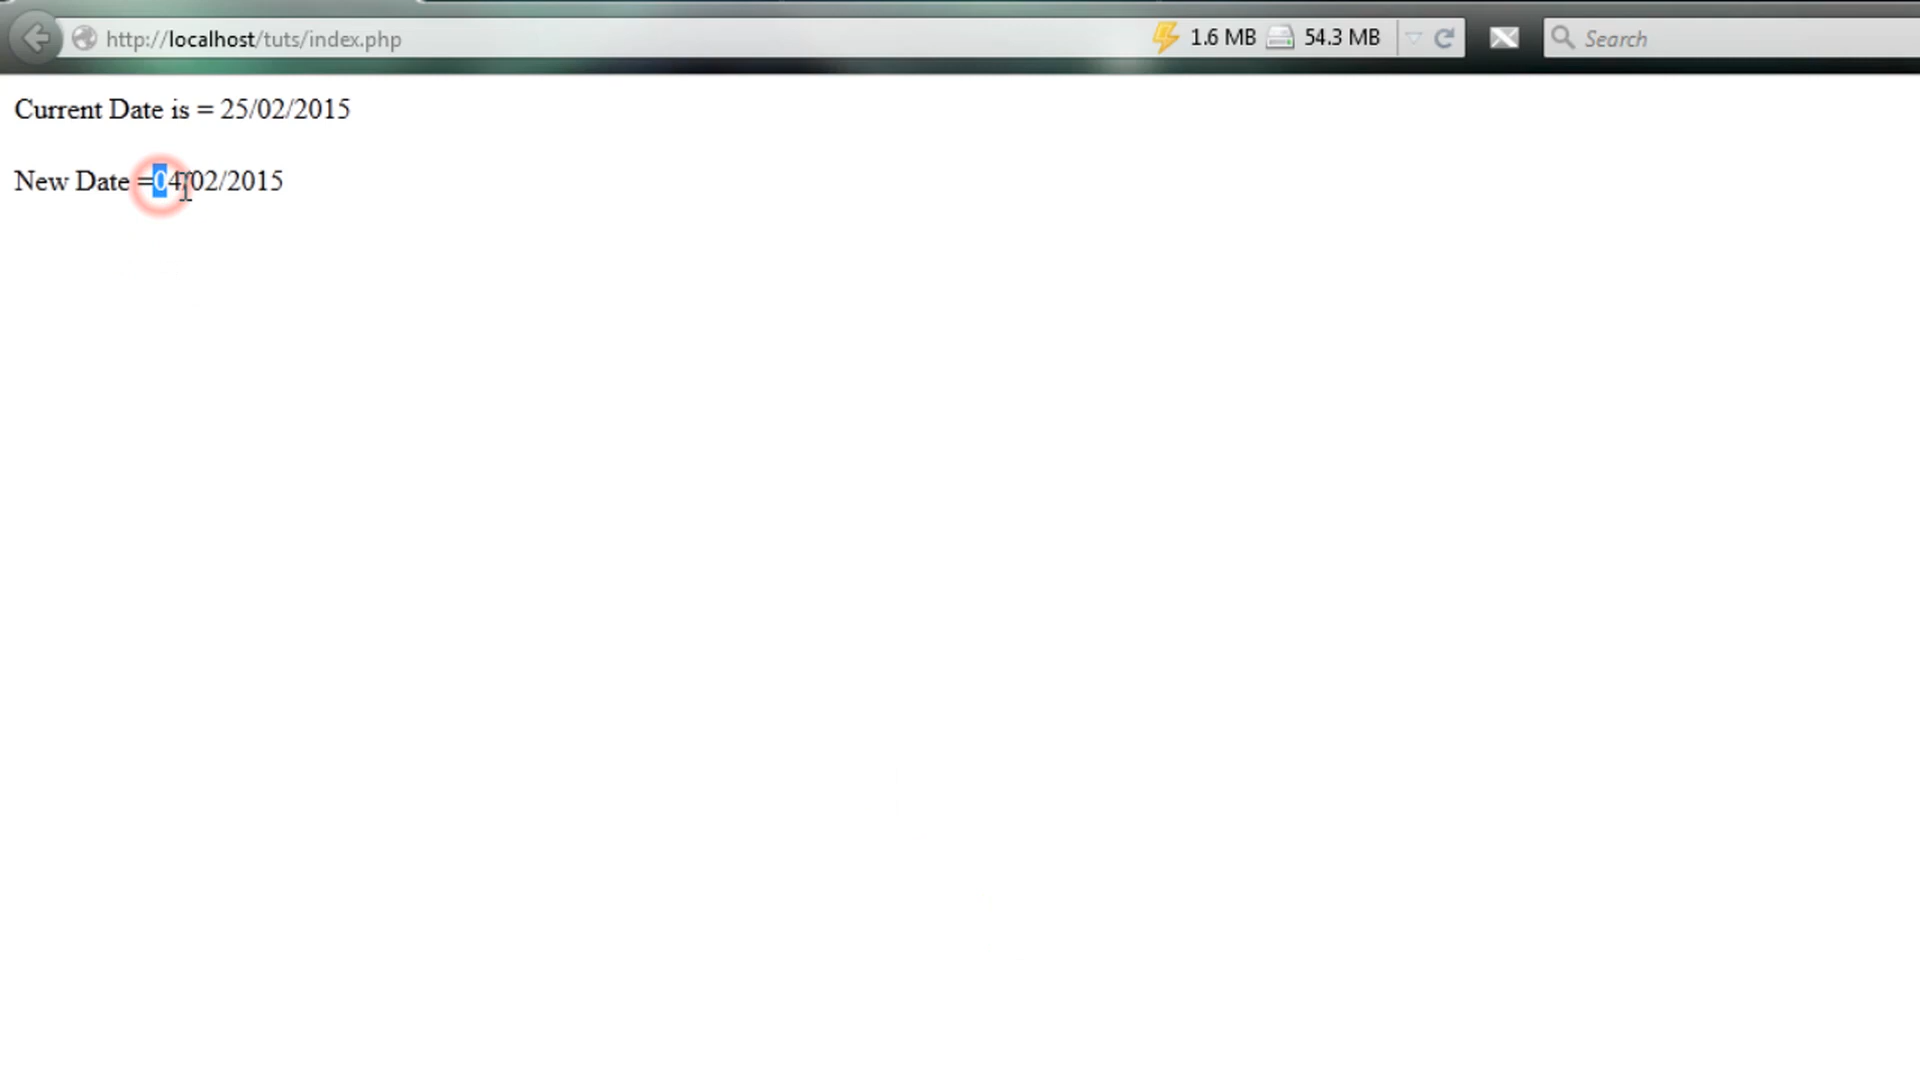 http://localhost/tuts/index.php 1.6 MB 54.3 MB Search
Current Date is = 25/02/2015
New Date =04/02/2015